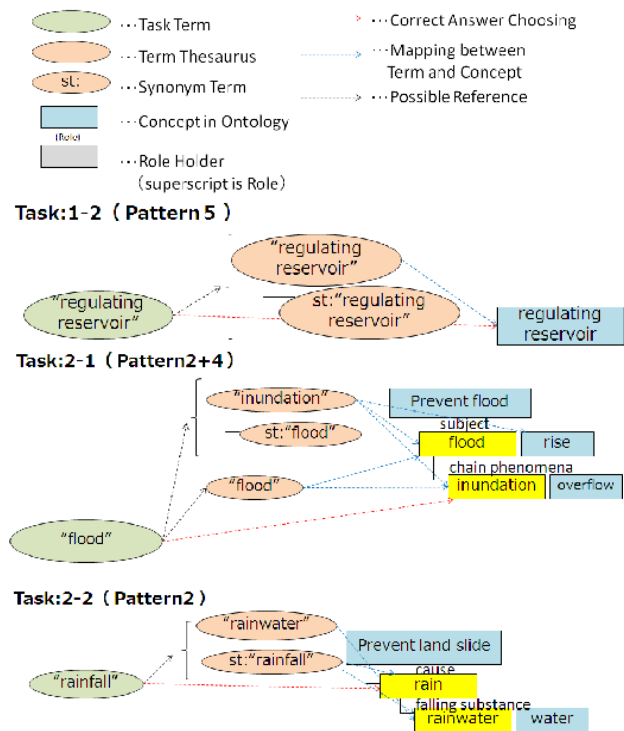 ···Task Term
···Term Thesaurus
st:
···Synonym Term
···Concept in Ontology
(Role)
···Role Holder
(superscript is Role)
···Correct Answer Choosing
···Mapping between
Term and Concept
···Possible Reference
Task:1-2 ( Pattern 5 )
"regulating
reservoir"
"regulating
reservoir"
st:"regulating
reservoir"
regulating
reservoir
Task:2-1 (Pattern2+4)
"inundation"
st:"flood"
"flood"
"flood"
Prevent flood
subject
flood
rise
chain phenomena
inundation
overflow
Task:2-2 (Pattern2 )
"rainwater"
st:"rainfall"
"rainfall"
Prevent land slide
cause
rain
falling substance
rainwater
water